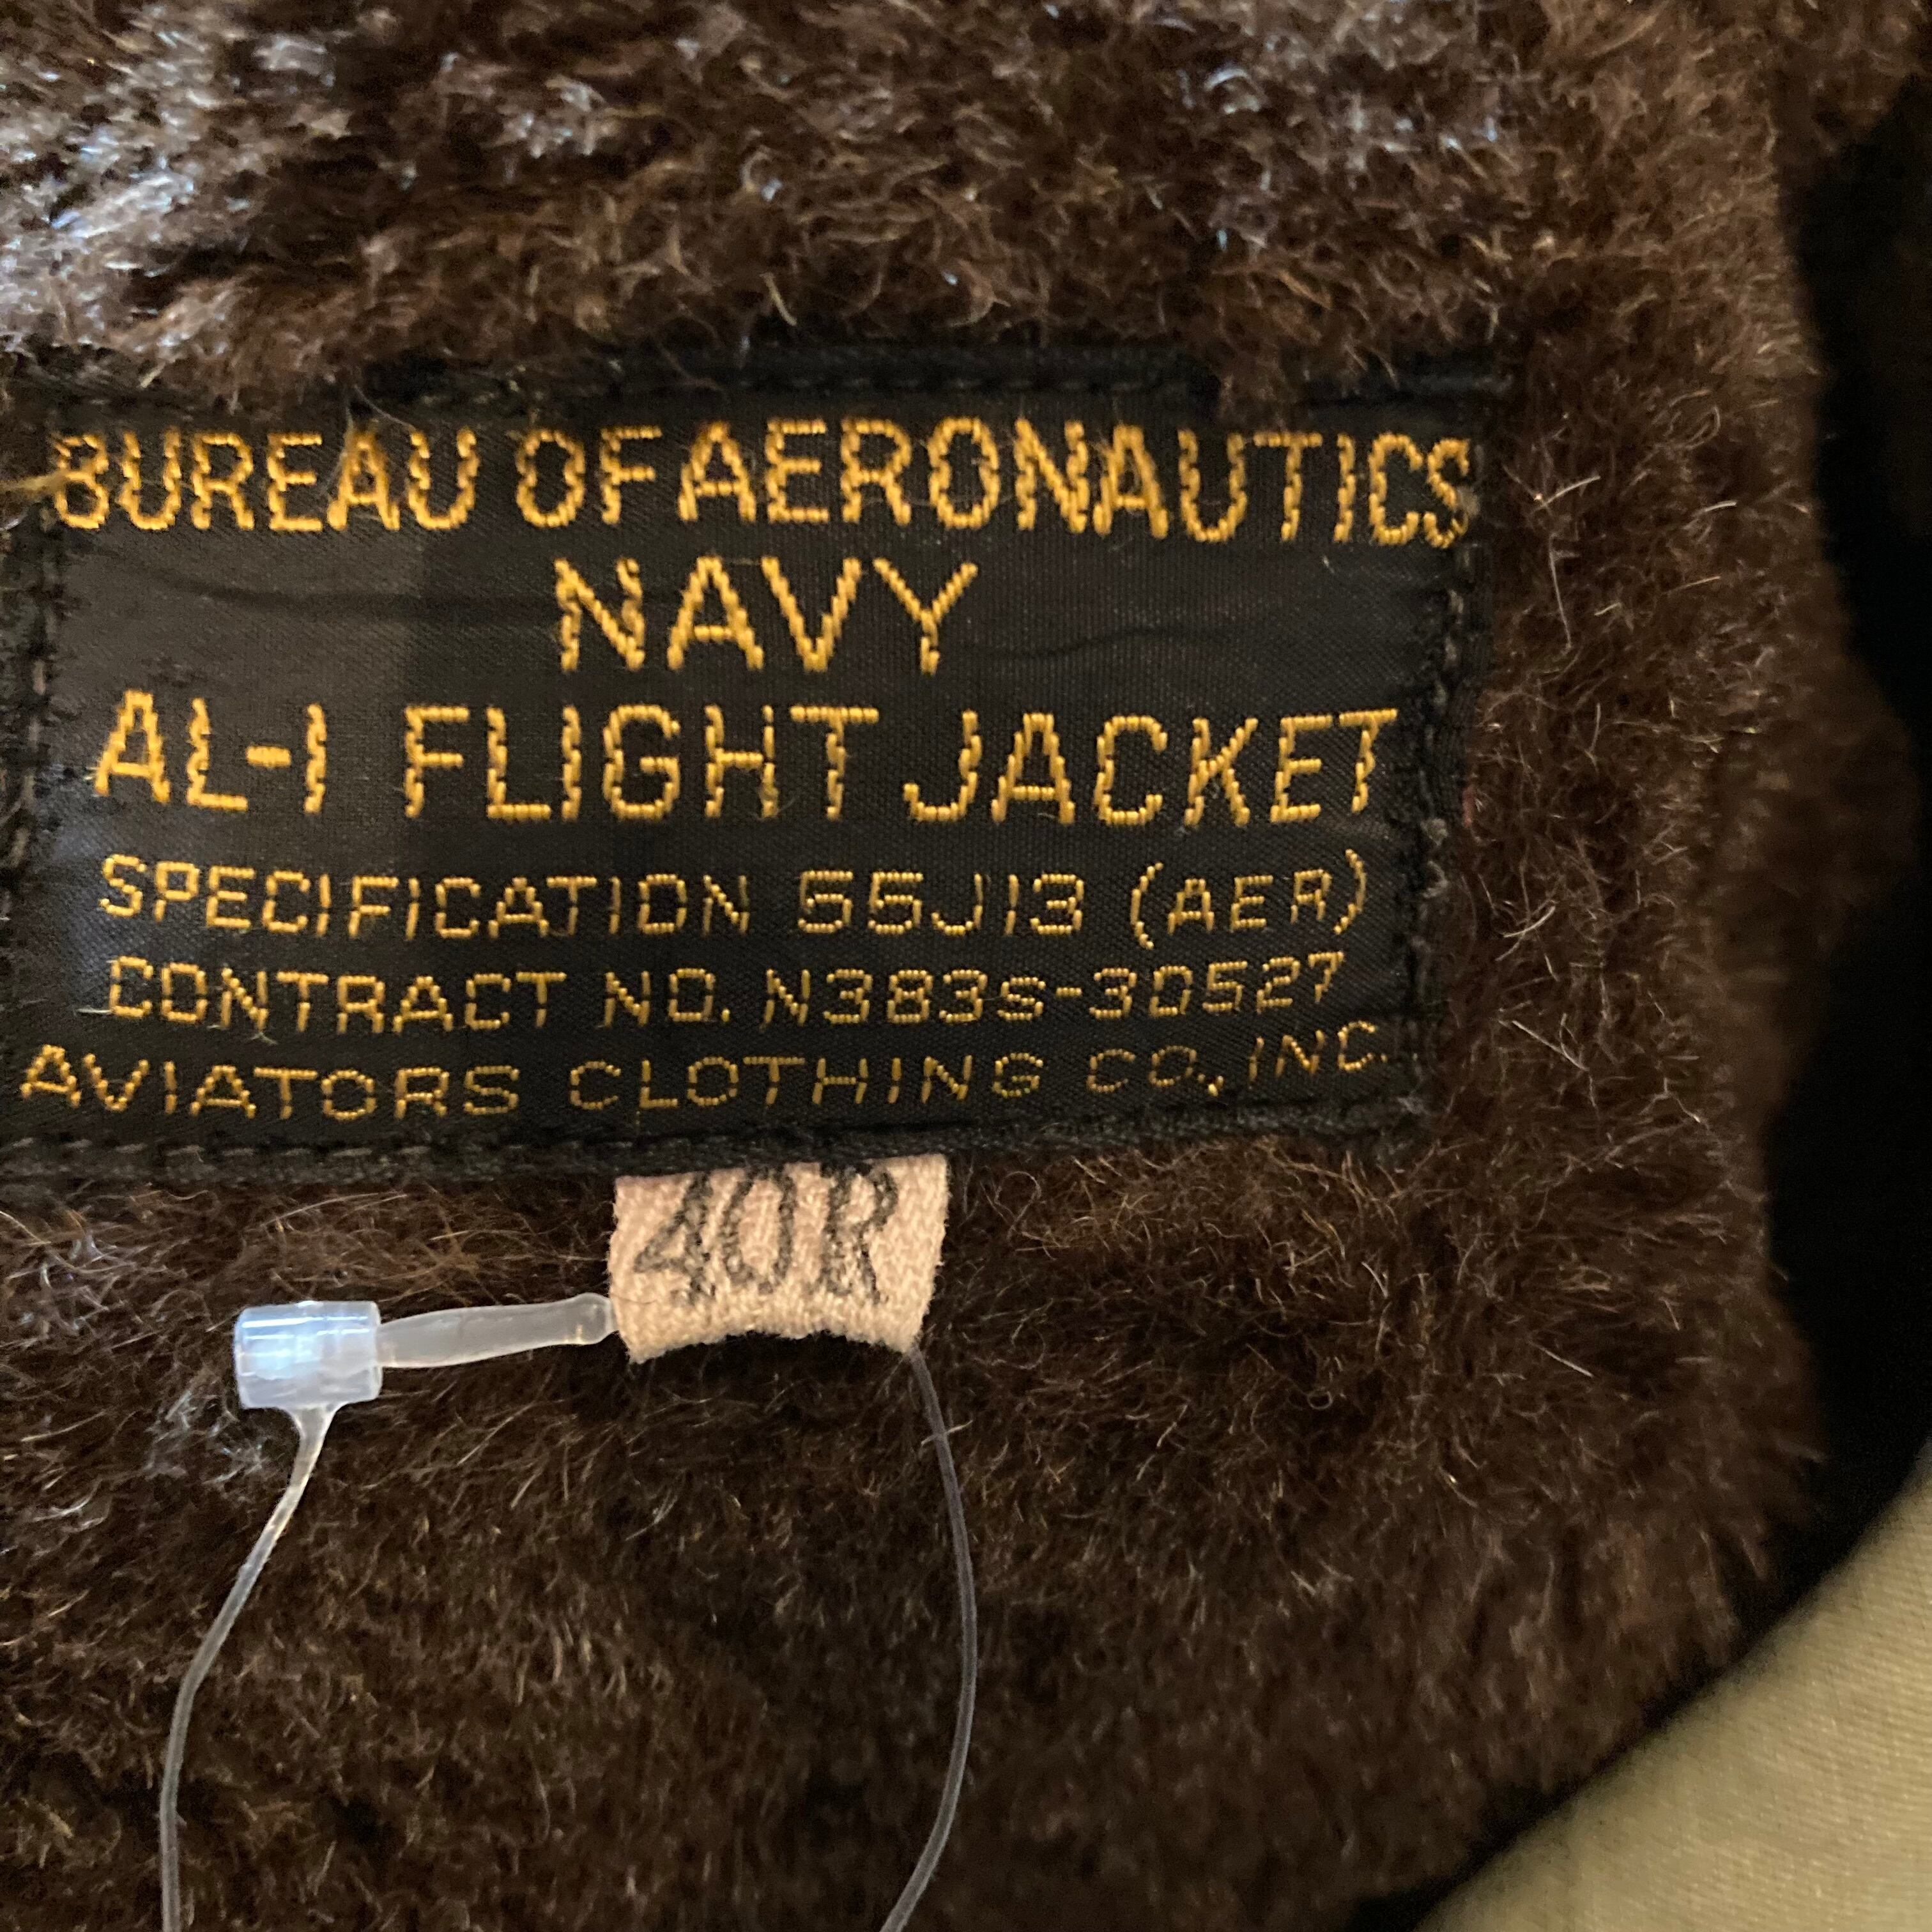 BUREAU OF AERONAUTICS
NAVY
AL-1 FLIGHT JACKET
SPECIFICATION 55J13 (AER)
CONTRACT NO. N383s-30527
AVIATORS CLOTHING CO., INC.
40R